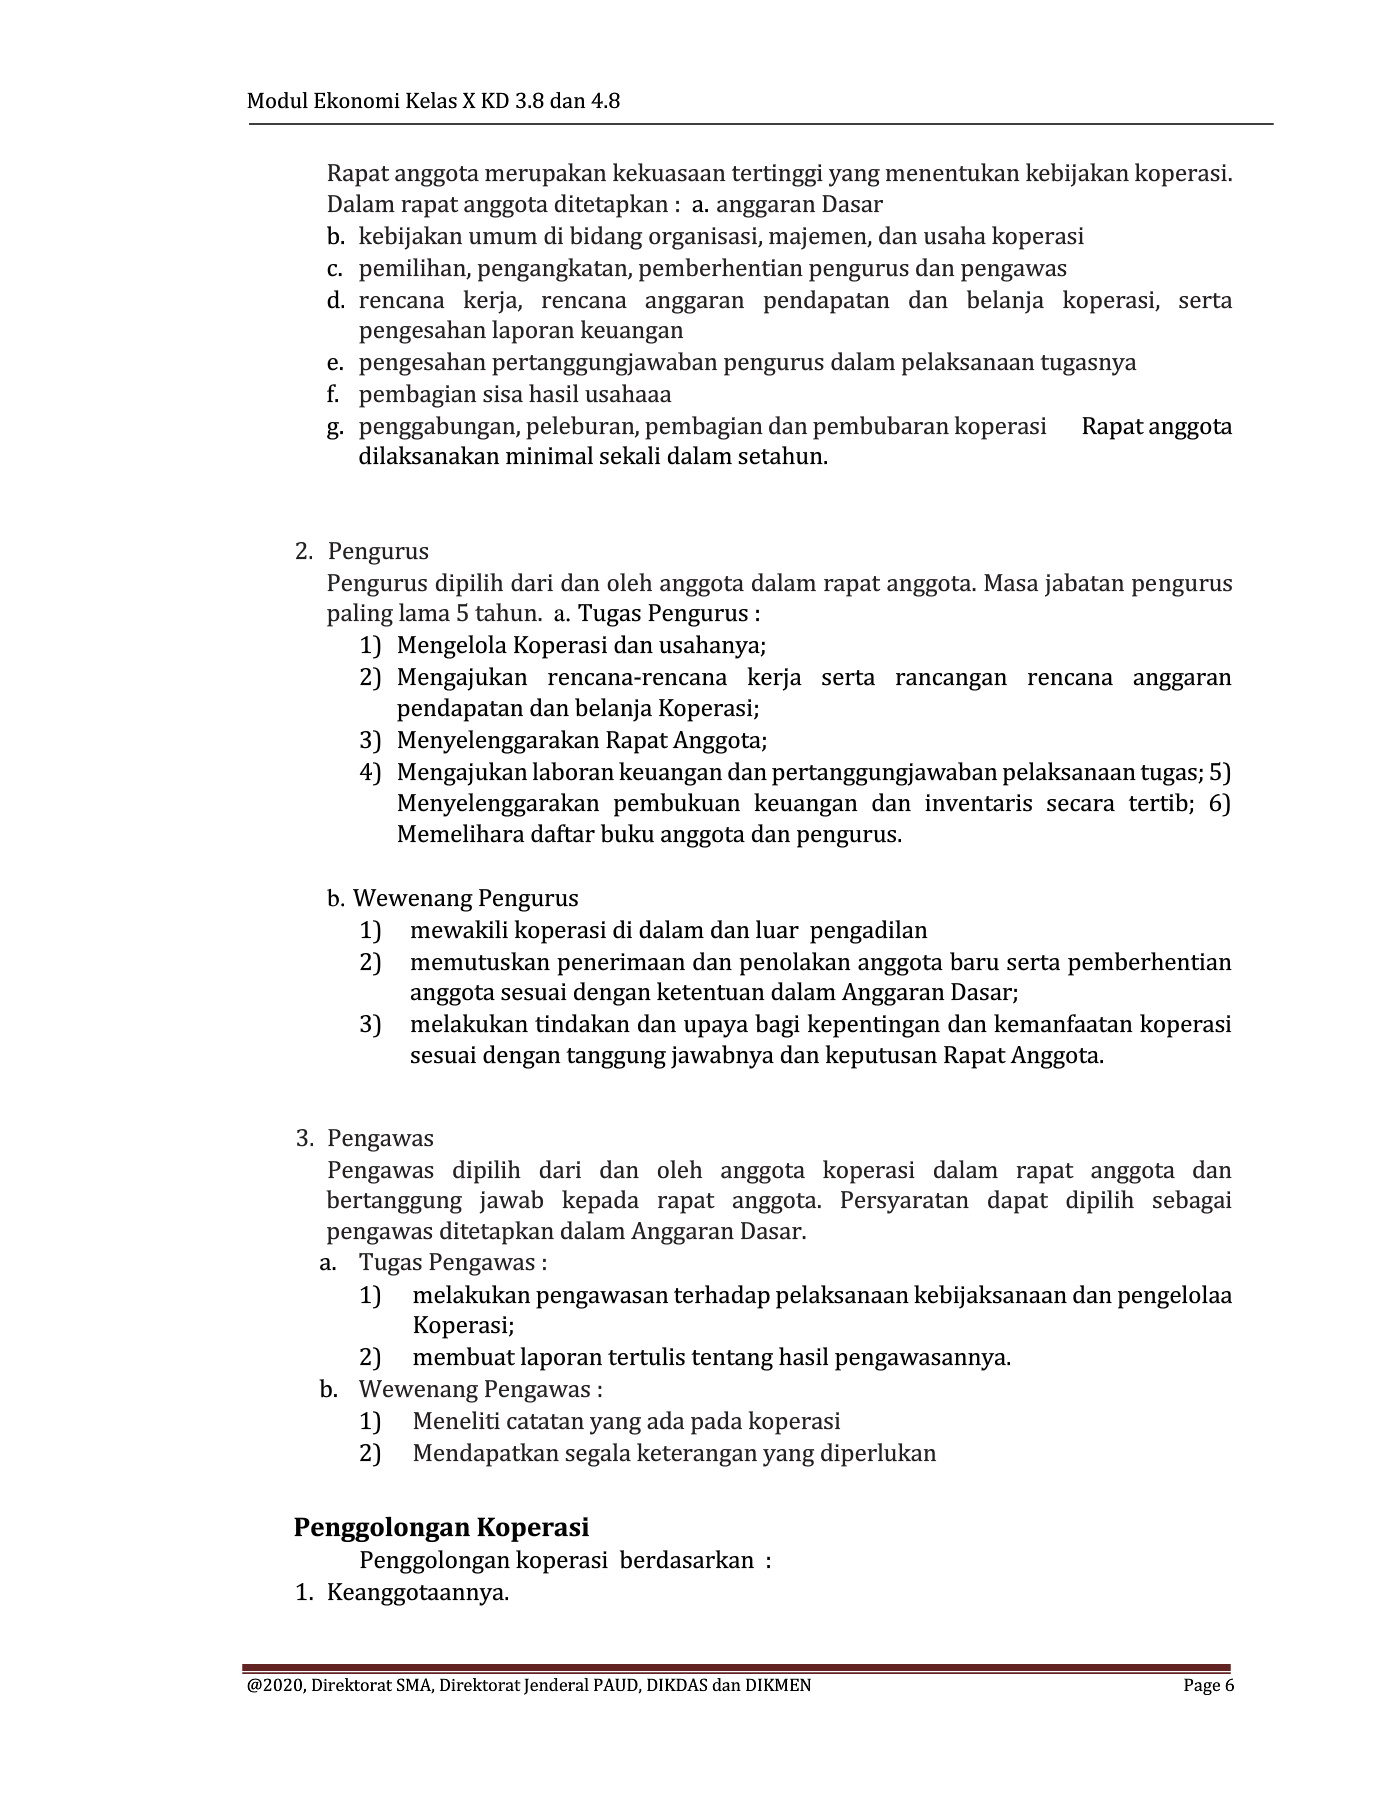 Modul Ekonomi Kelas X KD 3.8 dan 4.8
Rapat anggota merupakan kekuasaan tertinggi yang menentukan kebijakan koperasi.
Dalam rapat anggota ditetapkan : a. anggaran Dasar
b. kebijakan umum di bidang organisasi, majemen, dan usaha koperasi
c. pemilihan, pengangkatan, pemberhentian pengurus dan pengawas
d. rencana kerja, rencana anggaran pendapatan dan belanja koperasi, serta
pengesahan laporan keuangan
e. pengesahan pertanggungjawaban pengurus dalam pelaksanaan tugasnya
f. pembagian sisa hasil usahaaa
g. penggabungan, peleburan, pembagian dan pembubaran koperasi Rapat anggota
dilaksanakan minimal sekali dalam setahun.
2. Pengurus
Pengurus dipilih dari dan oleh anggota dalam rapat anggota. Masa jabatan pengurus
paling lama 5 tahun. a. Tugas Pengurus :
1) Mengelola Koperasi dan usahanya;
2) Mengajukan rencana-rencana kerja serta rancangan rencana anggaran
pendapatan dan belanja Koperasi;
3) Menyelenggarakan Rapat Anggota;
4) Mengajukan laboran keuangan dan pertanggungjawaban pelaksanaan tugas; 5)
Menyelenggarakan pembukuan keuangan dan inventaris secara tertib; 6)
Memelihara daftar buku anggota dan pengurus.
b. Wewenang Pengurus
1) mewakili koperasi di dalam dan luar pengadilan
2) memutuskan penerimaan dan penolakan anggota baru serta pemberhentian
anggota sesuai dengan ketentuan dalam Anggaran Dasar;
3) melakukan tindakan dan upaya bagi kepentingan dan kemanfaatan koperasi
sesuai dengan tanggung jawabnya dan keputusan Rapat Anggota.
3. Pengawas
Pengawas dipilih dari dan oleh anggota koperasi dalam rapat anggota dan
bertanggung jawab kepada rapat anggota. Persyaratan dapat dipilih sebagai
pengawas ditetapkan dalam Anggaran Dasar.
a. Tugas Pengawas :
1) melakukan pengawasan terhadap pelaksanaan kebijaksanaan dan pengelolaa
Koperasi;
2) membuat laporan tertulis tentang hasil pengawasannya.
b. Wewenang Pengawas :
1) Meneliti catatan yang ada pada koperasi
2) Mendapatkan segala keterangan yang diperlukan
Penggolongan Koperasi
Penggolongan koperasi berdasarkan :
1. Keanggotaannya.
@2020, Direktorat SMA, Direktorat Jenderal PAUD, DIKDAS dan DIKMEN Page 6